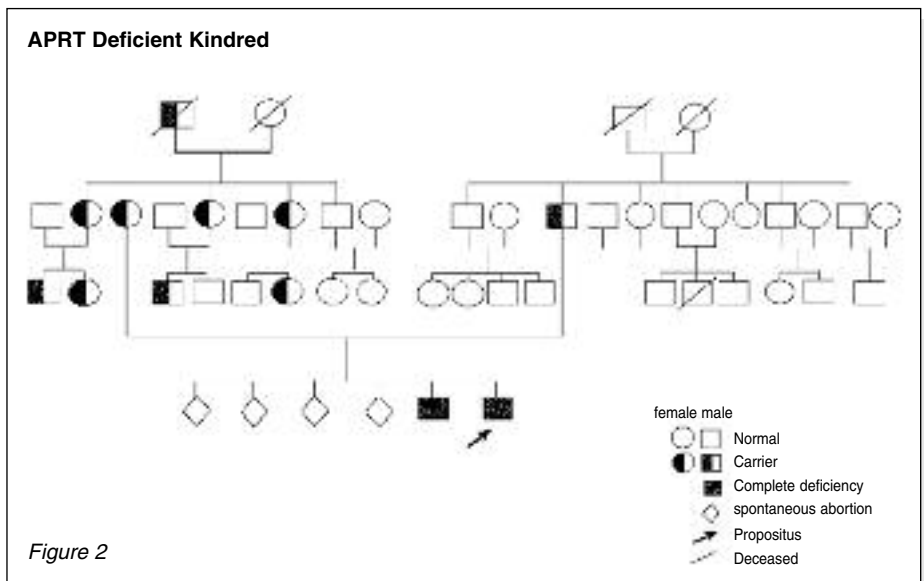 APRT Deficient Kindred
female male
Normal
Carrier
Complete deficiency
spontaneous abortion
Propositus
Deceased
Figure 2